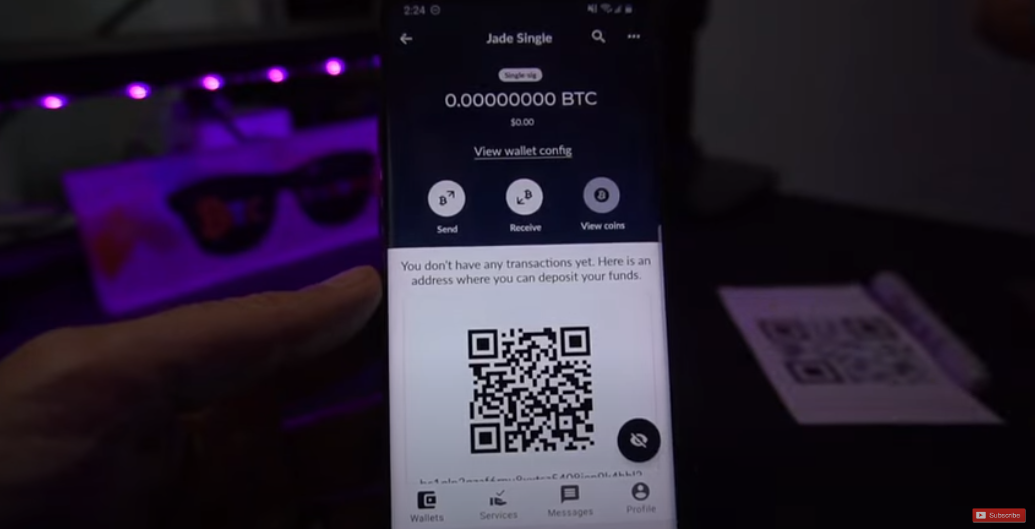 2:24
Jade Single
Single sig
0.00000000 BTC
$0.00
View wallet config
Send Receive View coins
You don't have any transactions yet. Here is an
address where you can deposit your funds.
Wallets Services Messages Profile
Subscribe